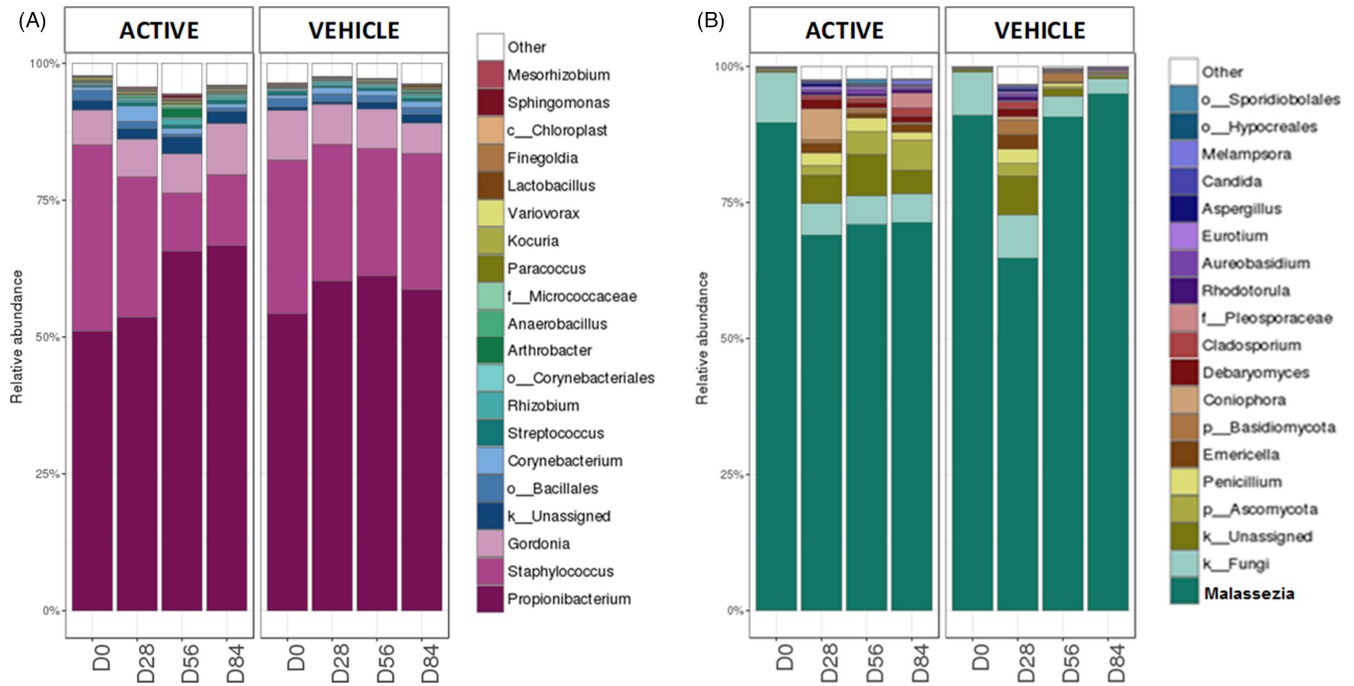 (A)
ACTIVE
VEHICLE
100%
75%
50%
25%
0%
Relative abundance
D0
D28
D56
D84
D0
D28
D56
D84
Other
Mesorhizobium
Sphingomonas
c__Chloroplast
Finegoldia
Lactobacillus
Variovorax
Kocuria
Paracoccus
f__Micrococcaceae
Anaerobacillus
Arthrobacter
o__Corynebacteriales
Rhizobium
Streptococcus
Corynebacterium
o__Bacillales
k__Unassigned
Gordonia
Staphylococcus
Propionibacterium
(B)
ACTIVE
VEHICLE
100%
75%
50%
25%
0%
Relative abundance
D0
D28
D56
D84
D0
D28
D56
D84
Other
o__Sporidiobolales
o__Hypocreales
Melampsora
Candida
Aspergillus
Eurotium
Aureobasidium
Rhodotorula
f__Pleosporaceae
Cladosporium
Debaryomyces
Coniophora
p__Basidiomycota
Emericella
Penicillium
p__Ascomycota
k__Unassigned
k__Fungi
Malassezia